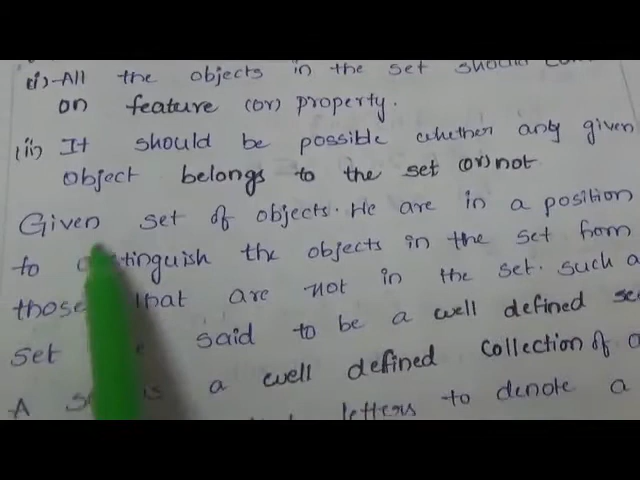 (i) - All the objects in the set should
on feature (or) property.
(ii) It should be possible whether any given
object belongs to the set (or) not
Given set of objects. He are in a position
to distinguish the objects in the set from
those that are not in the set. such a
set said to be a well defined
A is a well defined collection of
letters to denote a